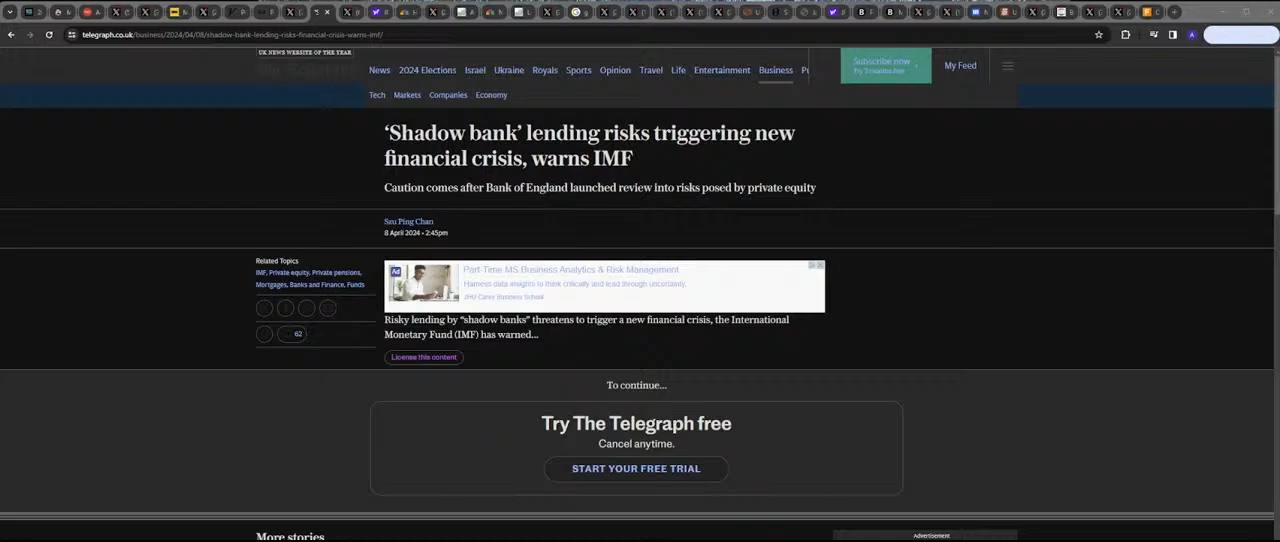 telegraph.co.uk/business/2024/04/08/shadow-bank-lending-risks-financial-crisis-warns-imf/
UK NEWS WEBSITE OF THE YEAR
News 2024 Elections Israel Ukraine Royals Sports Opinion Travel Life Entertainment Business
Subscribe now
Try 3 months free
My Feed
Tech Markets Companies Economy
‘Shadow bank’ lending risks triggering new
financial crisis, warns IMF
Caution comes after Bank of England launched review into risks posed by private equity
Szu Ping Chan
8 April 2024 • 2:45pm
Related Topics
IMF, Private equity, Private pensions,
Mortgages, Banks and Finance, Funds
62
Ad
Part-Time MS Business Analytics & Risk Management
Harness data insights to think critically and lead through uncertainty.
JHU Carey Business School
Risky lending by “shadow banks” threatens to trigger a new financial crisis, the International
Monetary Fund (IMF) has warned...
License this content
To continue...
Try The Telegraph free
Cancel anytime.
START YOUR FREE TRIAL
More stories
Advertisement